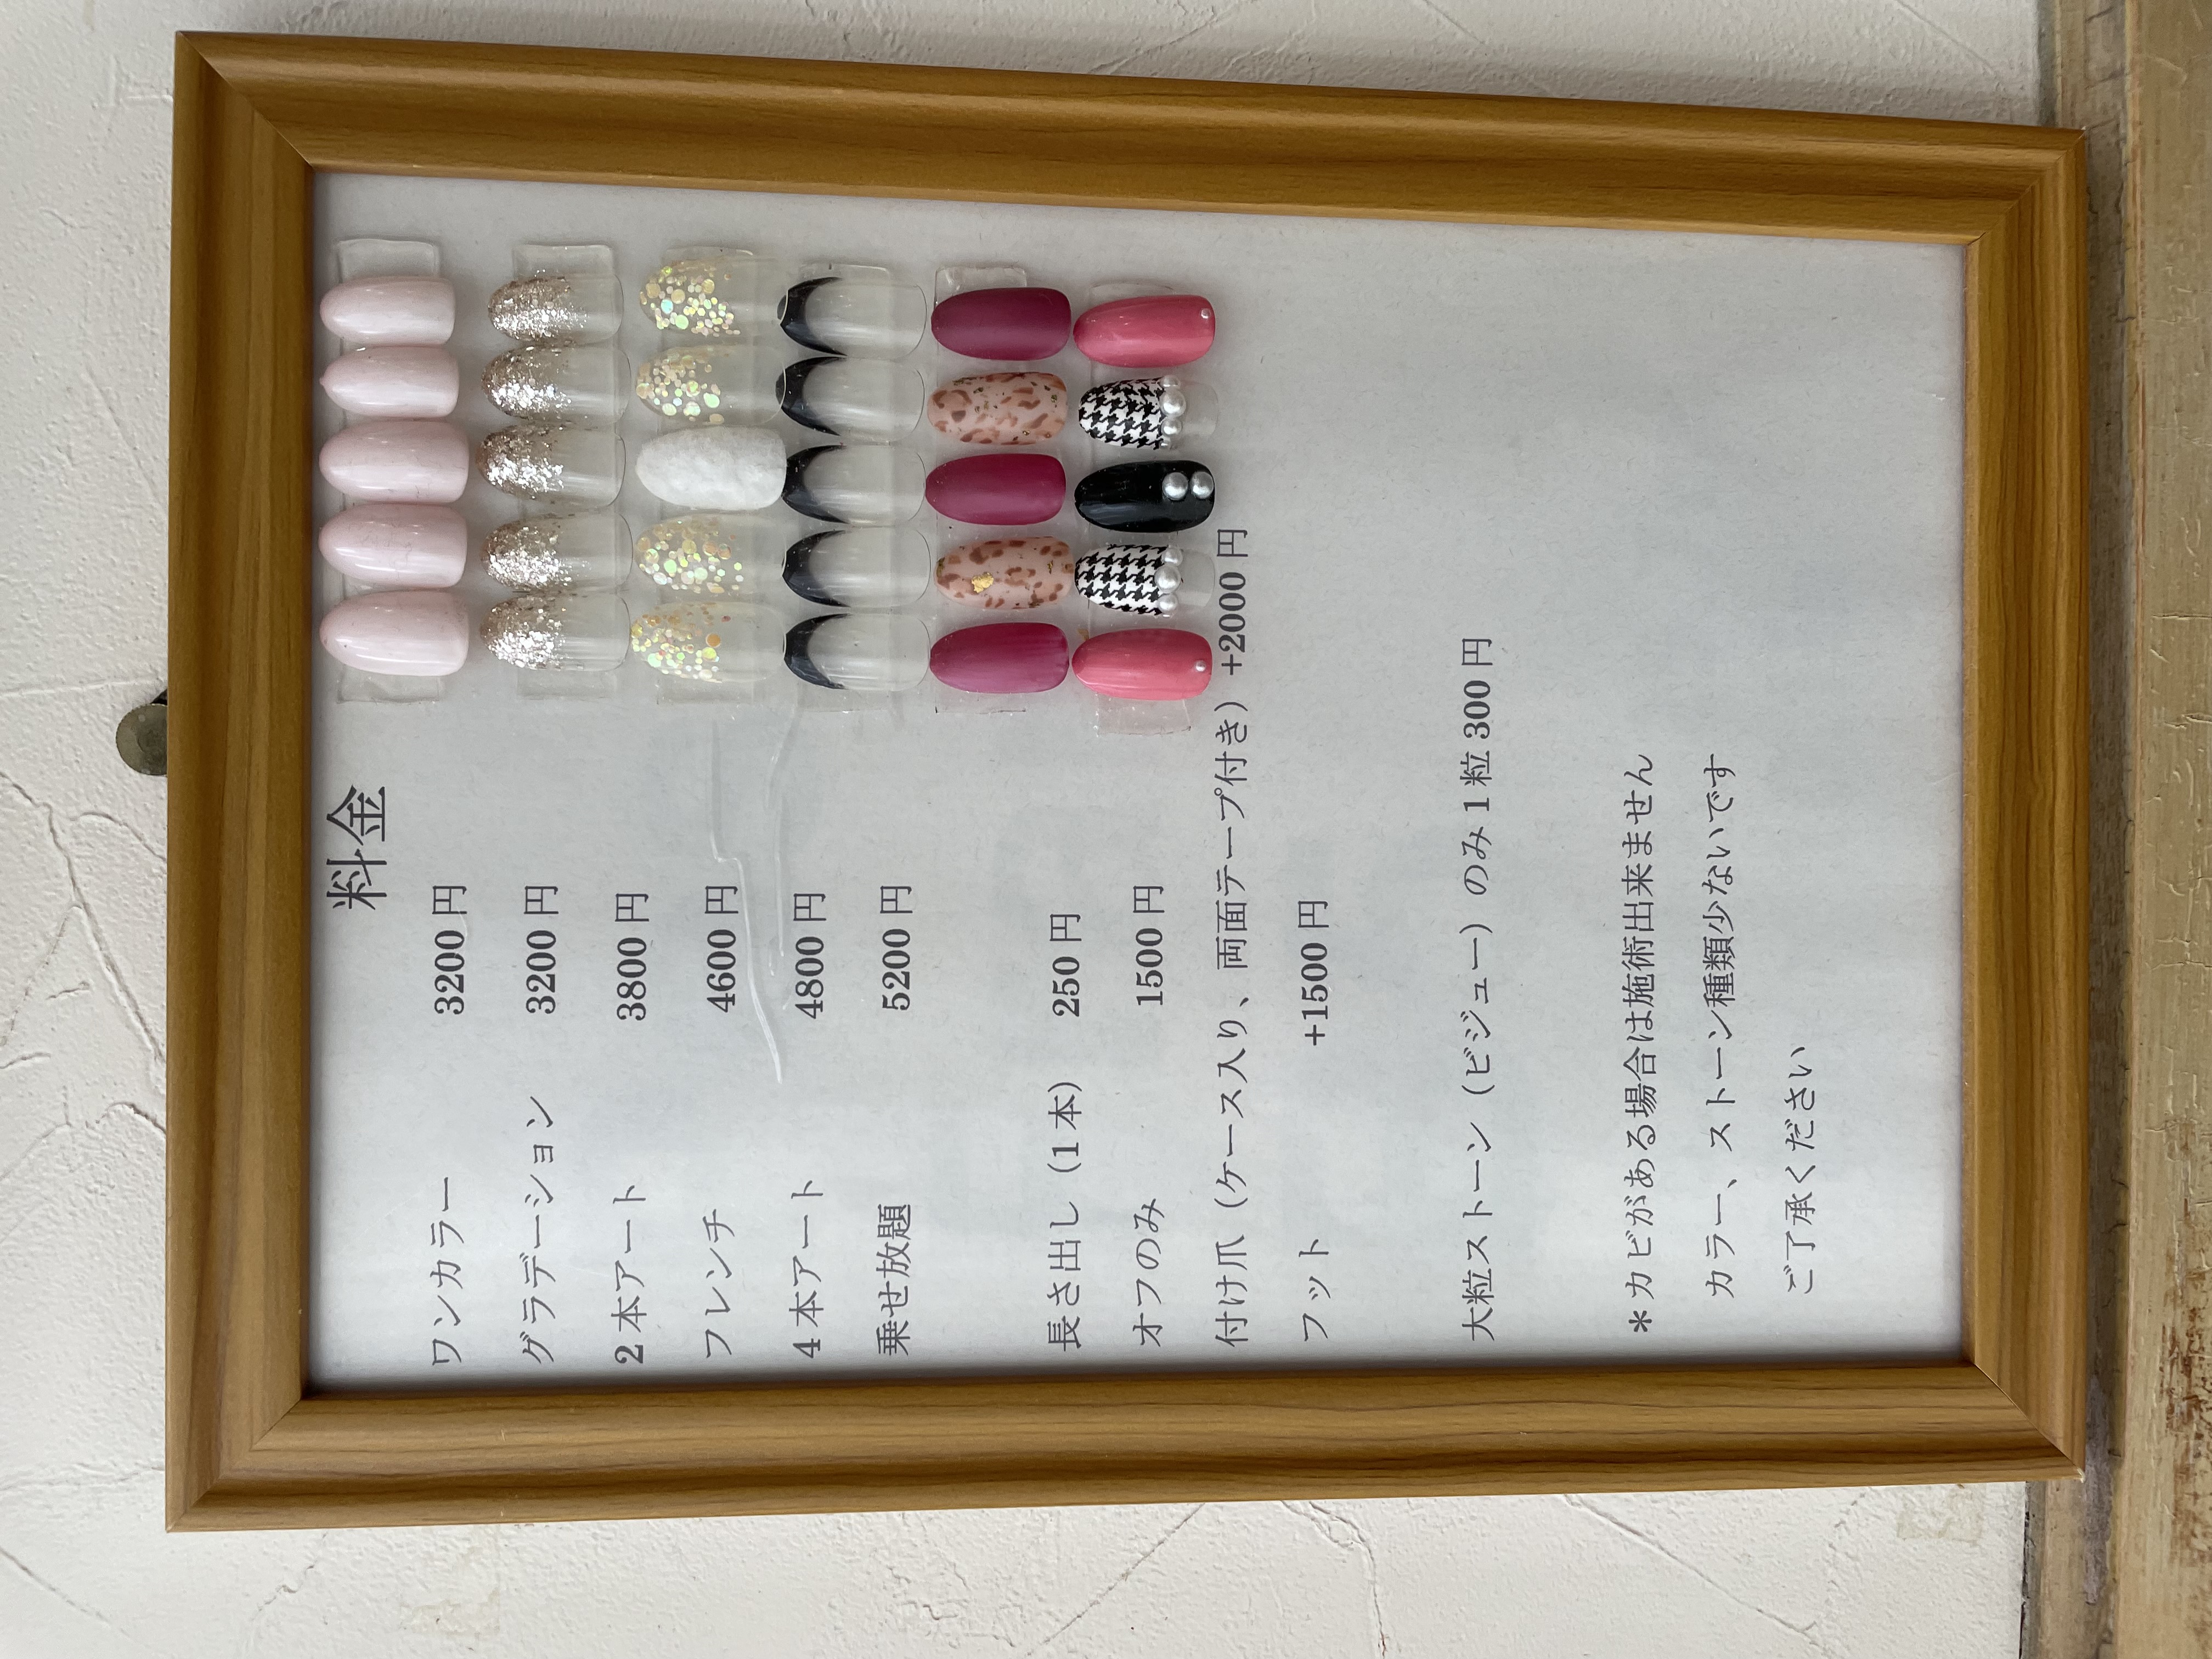 料金
ワンカラー 3200 円
グラデーション 3200 円
2 本アート 3800 円
フレンチ 4600 円
4 本アート 4800 円
乗せ放題 5200 円
長さ出し（1 本） 250 円
オフのみ 1500 円
付け爪（ケース入り、両面テープ付き）+2000 円
フット +1500 円
大粒ストーン（ビジュー）のみ 1 粒 300 円
＊カビがある場合は施術出来ません
カラー、ストーン種類少ないです
ご了承ください